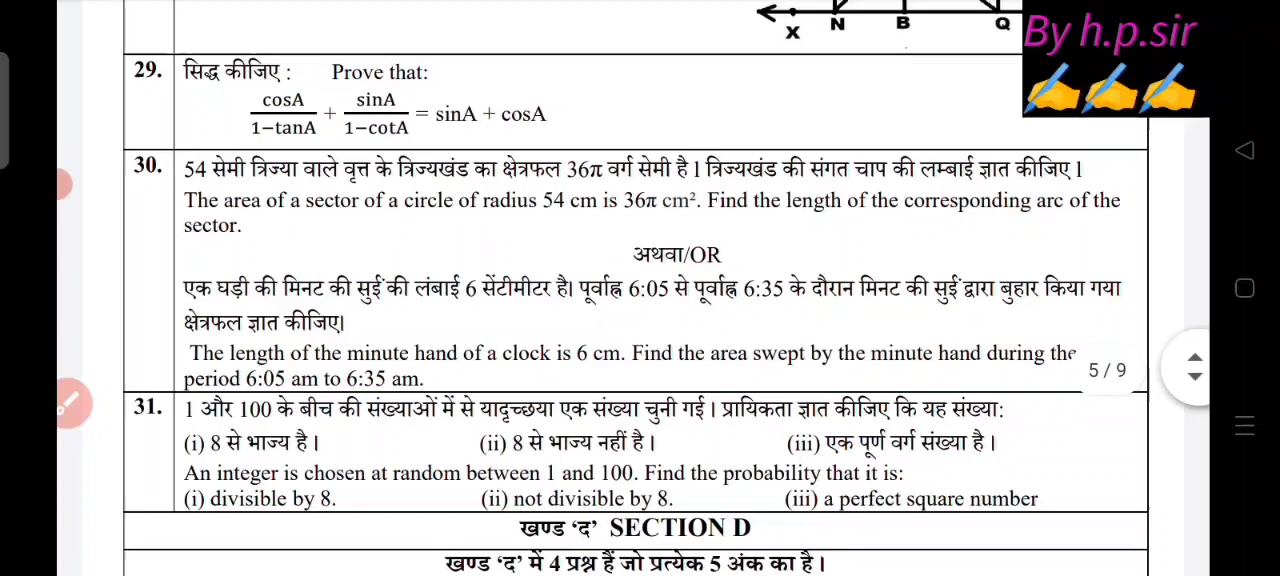 X N B Q
By h.p.sir
29. सिद्ध कीजिए : Prove that:
cosA/1−tanA + sinA/1−cotA = sinA + cosA
30. 54 सेमी त्रिज्या वाले वृत्त के त्रिज्यखंड का क्षेत्रफल 36π वर्ग सेमी है l त्रिज्यखंड की संगत चाप की लम्बाई ज्ञात कीजिए l
The area of a sector of a circle of radius 54 cm is 36π cm². Find the length of the corresponding arc of the
sector.
अथवा/OR
एक घड़ी की मिनट की सुई की लंबाई 6 सेंटीमीटर है। पूर्वाह्न 6:05 से पूर्वाह्न 6:35 के दौरान मिनट की सुई द्वारा बुहार किया गया
क्षेत्रफल ज्ञात कीजिए।
The length of the minute hand of a clock is 6 cm. Find the area swept by the minute hand during the
period 6:05 am to 6:35 am.
5 / 9
31. 1 और 100 के बीच की संख्याओं में से यादृच्छया एक संख्या चुनी गई । प्रायिकता ज्ञात कीजिए कि यह संख्या:
(i) 8 से भाज्य है । (ii) 8 से भाज्य नहीं है । (iii) एक पूर्ण वर्ग संख्या है ।
An integer is chosen at random between 1 and 100. Find the probability that it is:
(i) divisible by 8. (ii) not divisible by 8. (iii) a perfect square number
खण्ड ‘द’ SECTION D
खण्ड ‘द’ में 4 प्रश्न हैं जो प्रत्येक 5 अंक का है ।